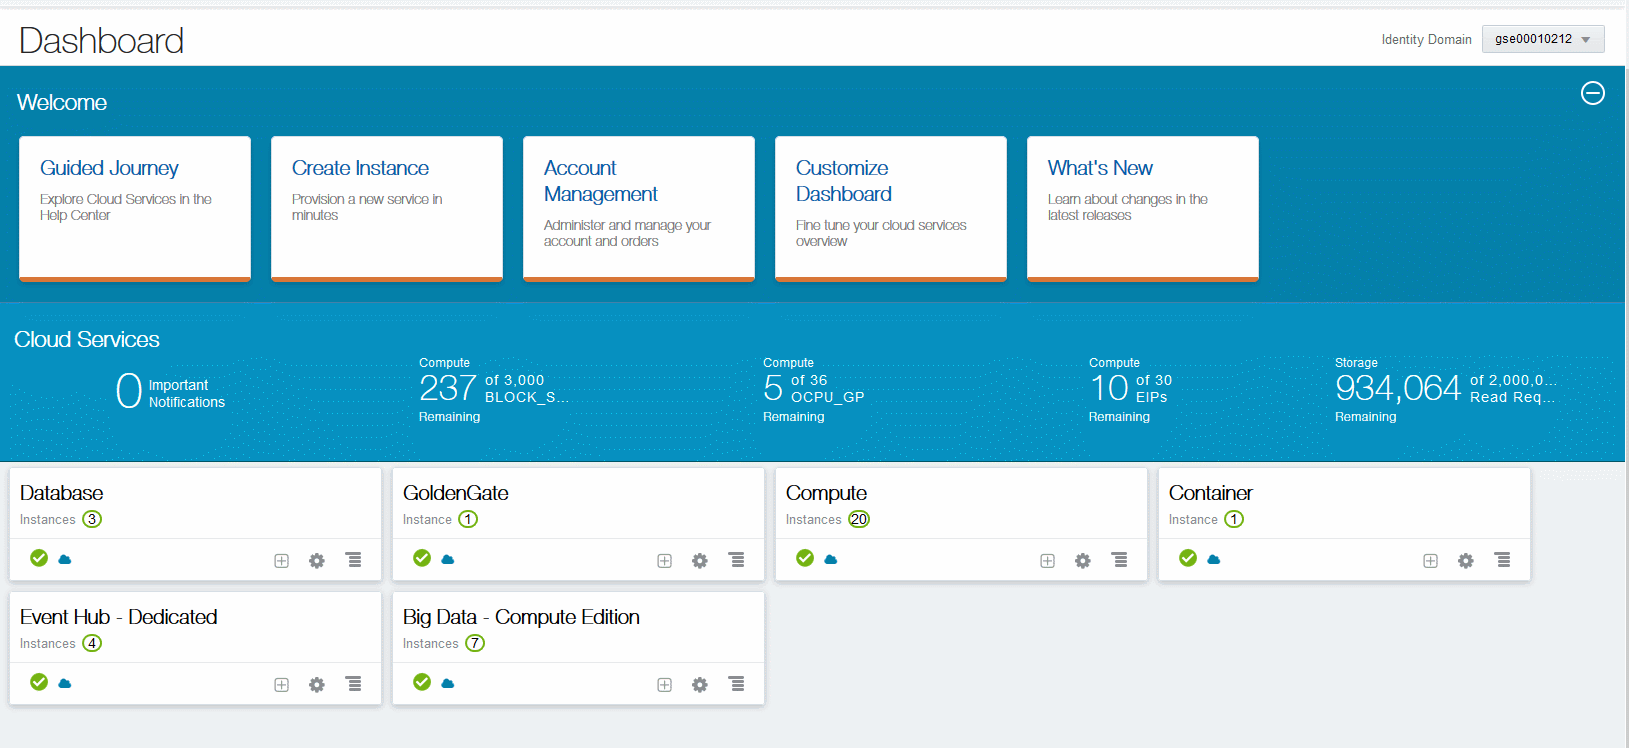 Dashboard
Identity Domain
gse00010212
Welcome
Guided Journey
Explore Cloud Services in the
Help Center
Create Instance
Provision a new service in
minutes
Account
Management
Administer and manage your
account and orders
Customize
Dashboard
Fine tune your cloud services
overview
What's New
Learn about changes in the
latest releases
Cloud Services
0 Important
Notifications
Compute
237 of 3,000
BLOCK_S...
Remaining
Compute
5 of 36
OCPU_GP
Remaining
Compute
10 of 30
EIPs
Remaining
Storage
934,064 of 2,000,0...
Read Req...
Remaining
Database
Instances 3
GoldenGate
Instance 1
Compute
Instances 20
Container
Instance 1
Event Hub - Dedicated
Instances 4
Big Data - Compute Edition
Instances 7